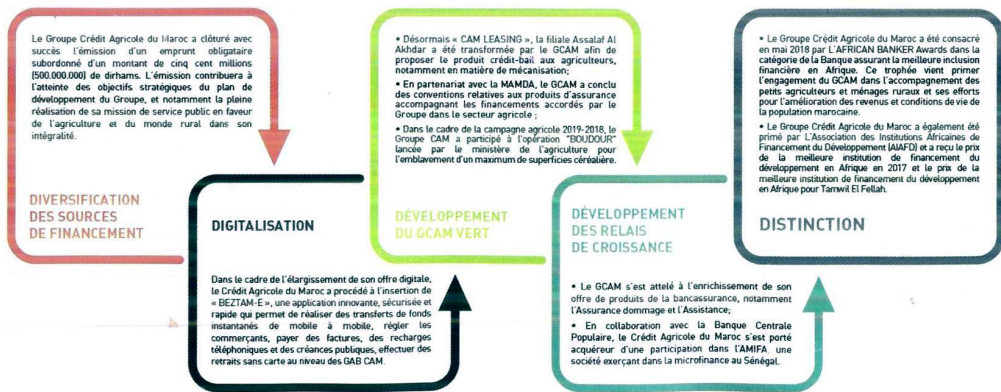 Le Groupe Crédit Agricole du Maroc a clôturé avec
succès l'émission d'un emprunt obligataire
subordonné d'un montant de cinq cent millions
(500.000.000) de dirhams. L'émission contribuera à
l'atteinte des objectifs stratégiques du plan de
développement du Groupe, et notamment la pleine
réalisation de sa mission de service public en faveur
de l'agriculture et du monde rural dans son
intégralité.
DIVERSIFICATION
DES SOURCES
DE FINANCEMENT
DIGITALISATION
Dans le cadre de l'élargissement de son offre digitale,
le Crédit Agricole du Maroc a procédé à l'insertion de
« BEZTAM-E », une application innovante, sécurisée et
rapide qui permet de réaliser des transferts de fonds
instantanés de mobile à mobile, régler les
commerçants, payer des factures, des recharges
téléphoniques et des créances publiques, effectuer des
retraits sans carte au niveau des GAB CAM.
• Désormais « CAM LEASING », la filiale Assalaf Al
Akhdar a été transformée par le GCAM afin de
proposer le produit crédit-bail aux agriculteurs,
notamment en matière de mécanisation;
• En partenariat avec la MAMDA, le GCAM a conclu
des conventions relatives aux produits d'assurance
accompagnant les financements accordés par le
Groupe dans le secteur agricole ;
• Dans le cadre de la campagne agricole 2019-2018, le
Groupe CAM a participé à l'opération "BOUDOUR"
lancée par le ministère de l'agriculture pour
l'emblavement d'un maximum de superficies céréalière.
DÉVELOPPEMENT
DU GCAM VERT
DÉVELOPPEMENT
DES RELAIS
DE CROISSANCE
• Le GCAM s'est attelé à l'enrichissement de son
offre de produits de la bancassurance, notamment
l'Assurance dommage et l'Assistance;
• En collaboration avec la Banque Centrale
Populaire, le Crédit Agricole du Maroc s'est porté
acquéreur d'une participation dans l'AMIFA, une
société exerçant dans la microfinance au Sénégal.
• Le Groupe Crédit Agricole du Maroc a été consacré
en mai 2018 par L'AFRICAN BANKER Awards dans la
catégorie de la Banque assurant la meilleure inclusion
financière en Afrique. Ce trophée vient primer
l'engagement du GCAM dans l'accompagnement des
petits agriculteurs et ménages ruraux et ses efforts
pour l'amélioration des revenus et conditions de vie de
la population marocaine.
• Le Groupe Crédit Agricole du Maroc a également été
primé par L'Association des Institutions Africaines de
Financement du Développement (AIAFD) et a reçu le prix
de la meilleure institution de financement du
développement en Afrique en 2017 et le prix de la
meilleure institution de financement du développement
en Afrique pour Tamwil El Fellah.
DISTINCTION